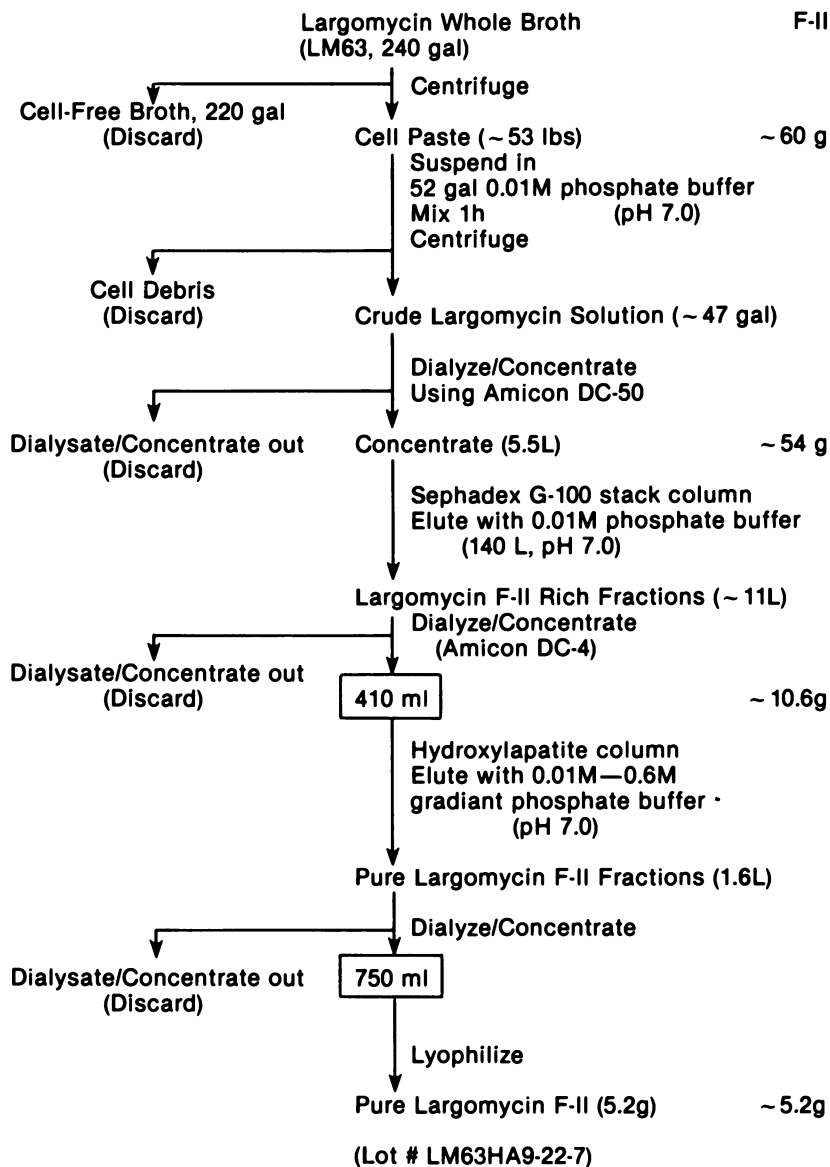 Largomycin Whole Broth F-II
(LM63, 240 gal)
Centrifuge
Cell-Free Broth, 220 gal
(Discard)
Cell Paste (~53 lbs) ~60 g
Suspend in
52 gal 0.01M phosphate buffer
Mix 1h (pH 7.0)
Centrifuge
Cell Debris
(Discard)
Crude Largomycin Solution (~47 gal)
Dialyze/Concentrate
Using Amicon DC-50
Dialysate/Concentrate out
(Discard)
Concentrate (5.5L) ~54 g
Sephadex G-100 stack column
Elute with 0.01M phosphate buffer
(140 L, pH 7.0)
Largomycin F-II Rich Fractions (~11L)
Dialyze/Concentrate
(Amicon DC-4)
Dialysate/Concentrate out
(Discard)
410 ml ~10.6g
Hydroxylapatite column
Elute with 0.01M—0.6M
gradiant phosphate buffer
(pH 7.0)
Pure Largomycin F-II Fractions (1.6L)
Dialyze/Concentrate
Dialysate/Concentrate out
(Discard)
750 ml
Lyophilize
Pure Largomycin F-II (5.2g) ~5.2g
(Lot # LM63HA9-22-7)